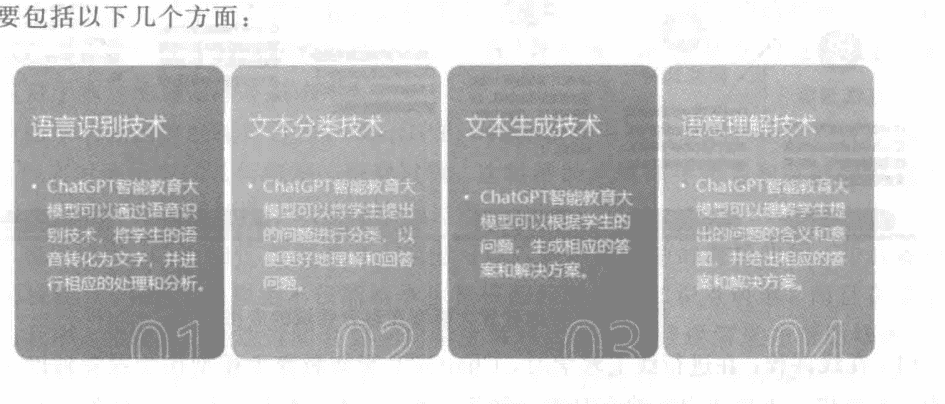 要包括以下几个方面：
语言识别技术
• ChatGPT智能教育大
模型可以通过语音识
别技术，将学生的语
音转化为文字，并进
行相应的处理和分析。
01
文本分类技术
• ChatGPT智能教育大
模型可以将学生提出
的问题进行分类，以
便更好地理解和回答
问题。
02
文本生成技术
• ChatGPT智能教育大
模型可以根据学生的
问题，生成相应的答
案和解决方案。
03
语意理解技术
• ChatGPT智能教育大
模型可以理解学生提
出的问题的含义和意
图，并给出相应的答
案和解决方案。
04